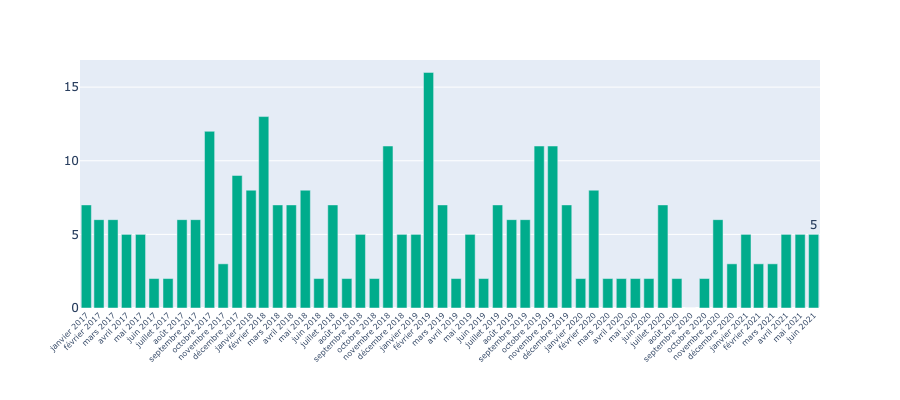 15
10
5
0
5
janvier 2017
février 2017
mars 2017
avril 2017
mai 2017
juin 2017
juillet 2017
août 2017
septembre 2017
octobre 2017
novembre 2017
décembre 2017
janvier 2018
février 2018
mars 2018
avril 2018
mai 2018
juin 2018
juillet 2018
août 2018
septembre 2018
octobre 2018
novembre 2018
décembre 2018
janvier 2019
février 2019
mars 2019
avril 2019
mai 2019
juin 2019
juillet 2019
août 2019
septembre 2019
octobre 2019
novembre 2019
décembre 2019
janvier 2020
février 2020
mars 2020
avril 2020
mai 2020
juin 2020
juillet 2020
août 2020
septembre 2020
octobre 2020
novembre 2020
décembre 2020
janvier 2021
février 2021
mars 2021
avril 2021
mai 2021
juin 2021